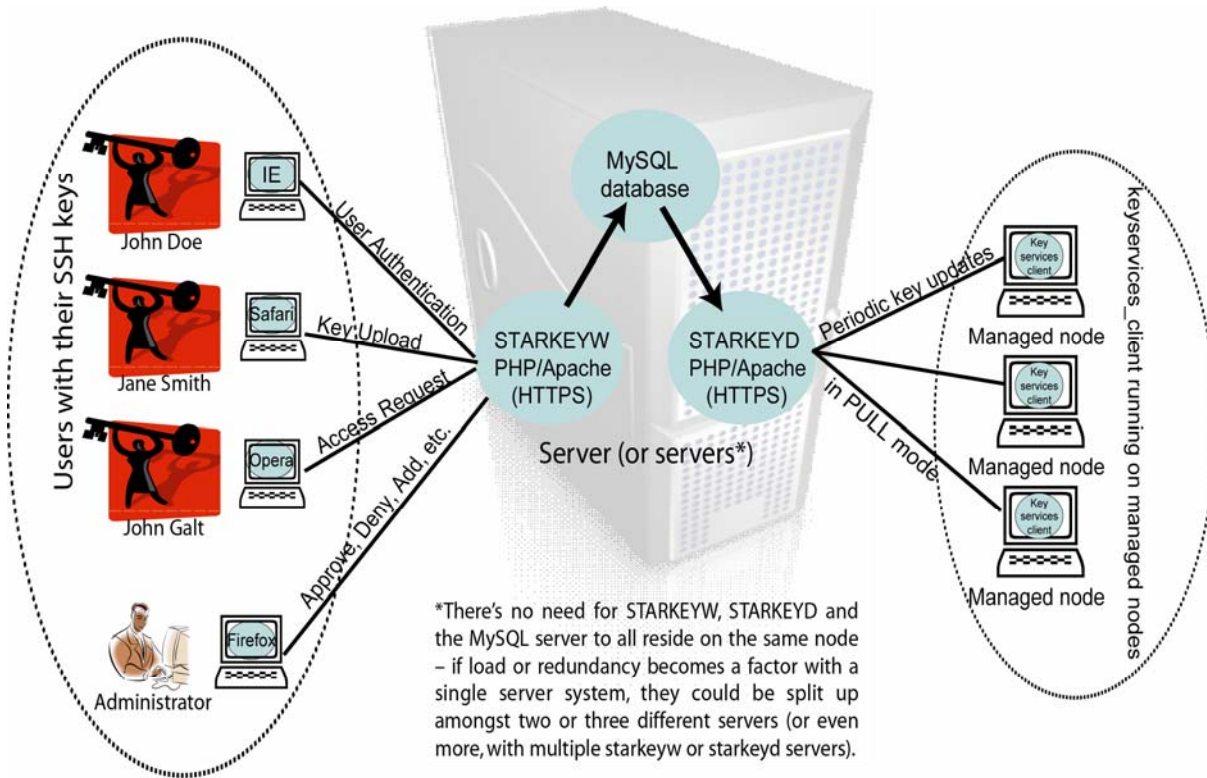 Users with their SSH keys
IE
John Doe
Safari
Jane Smith
Opera
John Galt
Firefox
Administrator
User Authentication
Key Upload
Access Request
Approve, Deny, Add, etc.
MySQL
database
STARKEYW
PHP/Apache
(HTTPS)
STARKEYD
PHP/Apache
(HTTPS)
Server (or servers*)
Periodic key updates
in PULL mode
Key
services
client
Managed node
Key
services
client
Managed node
Key
services
client
Managed node
keyservices_client running on managed nodes
*There's no need for STARKEYW, STARKEYD and
the MySQL server to all reside on the same node
– if load or redundancy becomes a factor with a
single server system, they could be split up
amongst two or three different servers (or even
more, with multiple starkeyw or starkeyd servers).